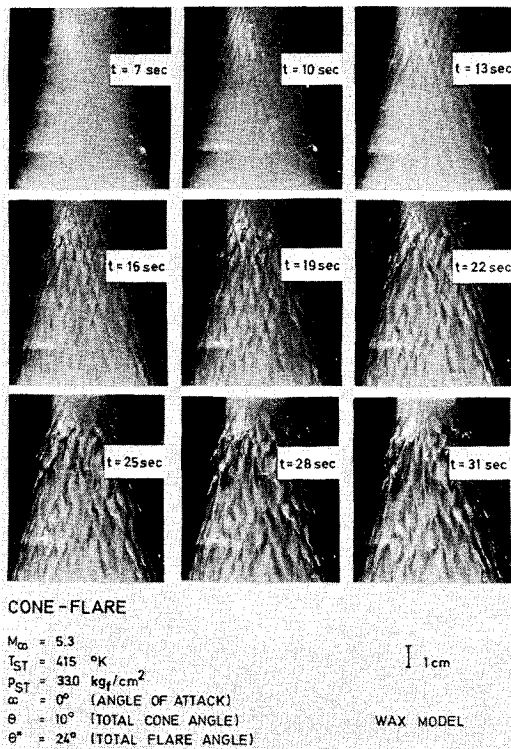 t = 7 sec
t = 10 sec
t = 13 sec
t = 16 sec
t = 19 sec
t = 22 sec
t = 25 sec
t = 28 sec
t = 31 sec
CONE-FLARE
M∞ = 5.3
TST = 415 °K
PST = 33.0 kgf/cm²
∝ = 0° (ANGLE OF ATTACK)
θ = 10° (TOTAL CONE ANGLE)
θ* = 24° (TOTAL FLARE ANGLE)
1 cm
WAX MODEL